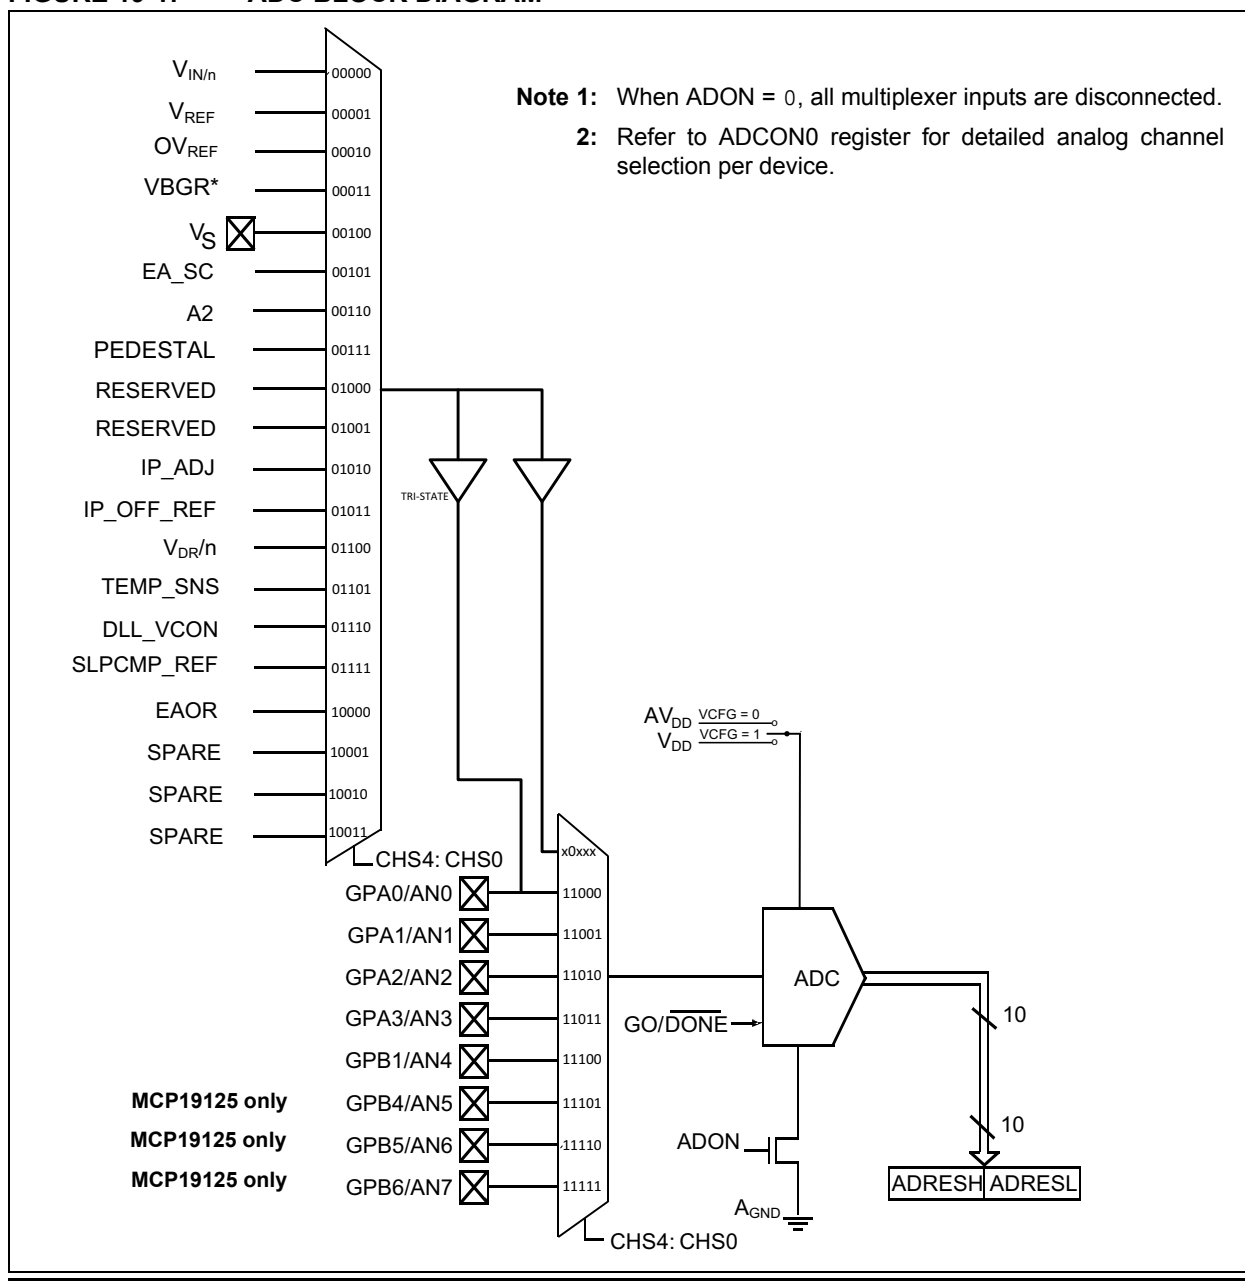 Note 1: When ADON = 0, all multiplexer inputs are disconnected.
2: Refer to ADCON0 register for detailed analog channel
selection per device.
VIN/n 00000
VREF 00001
OVREF 00010
VBGR* 00011
VS 00100
EA_SC 00101
A2 00110
PEDESTAL 00111
RESERVED 01000
RESERVED 01001
IP_ADJ 01010
IP_OFF_REF 01011
VDR/n 01100
TEMP_SNS 01101
DLL_VCON 01110
SLPCMP_REF 01111
EAOR 10000
SPARE 10001
SPARE 10010
SPARE 10011
CHS4: CHS0
TRI-STATE
AVDD VCFG = 0
VDD VCFG = 1
x0xxx
GPA0/AN0 11000
GPA1/AN1 11001
GPA2/AN2 11010
GPA3/AN3 11011
GPB1/AN4 11100
MCP19125 only GPB4/AN5 11101
MCP19125 only GPB5/AN6 11110
MCP19125 only GPB6/AN7 11111
CHS4: CHS0
ADC
GO/DONE
ADON
AGND
10
10
ADRESH ADRESL